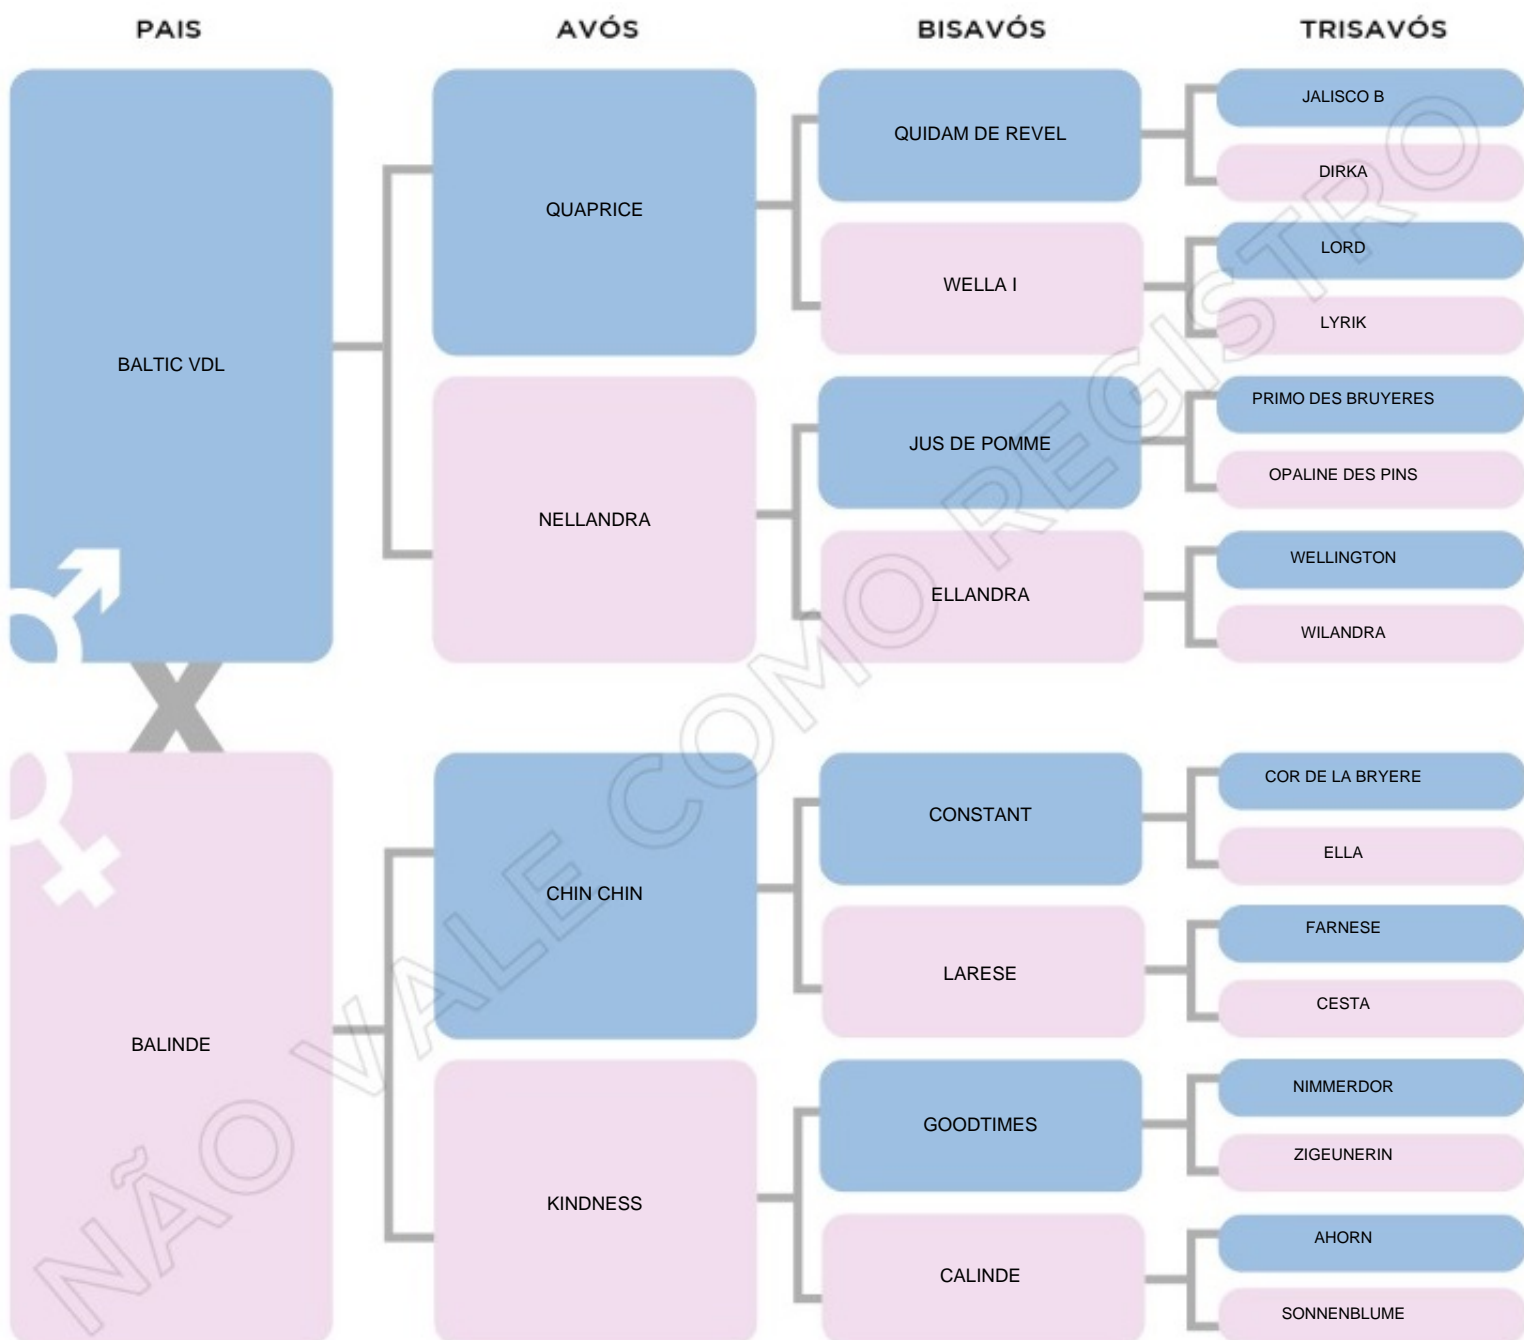 PAIS
AVÓS
BISAVÓS
TRISAVÓS
BALTIC VDL
QUAPRICE
NELLANDRA
QUIDAM DE REVEL
WELLA I
JUS DE POMME
ELLANDRA
JALISCO B
DIRKA
LORD
LYRIK
PRIMO DES BRUYERES
OPALINE DES PINS
WELLINGTON
WILANDRA
X
BALINDE
CHIN CHIN
KINDNESS
CONSTANT
LARESE
GOODTIMES
CALINDE
COR DE LA BRYERE
ELLA
FARNESE
CESTA
NIMMERDOR
ZIGEUNERIN
AHORN
SONNENBLUME
NÃO VALE COMO REGISTRO